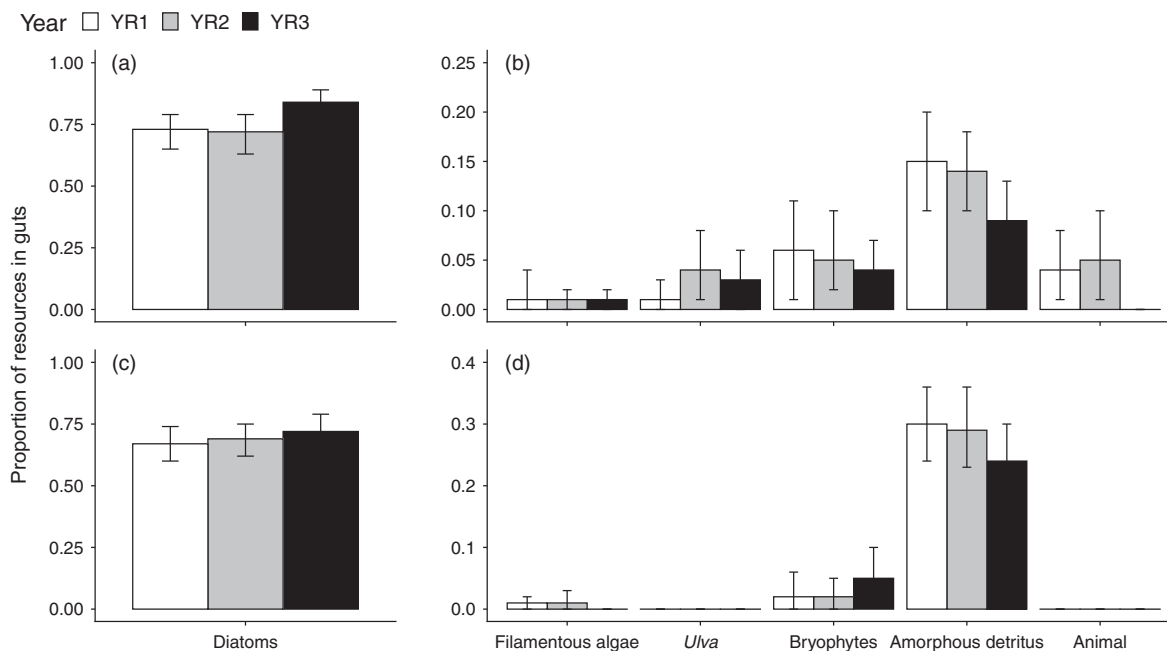 Year YR1 YR2 YR3
Proportion of resources in guts
(a)
1.00
0.75
0.50
0.25
0.00
(b)
0.25
0.20
0.15
0.10
0.05
0.00
(c)
1.00
0.75
0.50
0.25
0.00
Diatoms
(d)
0.4
0.3
0.2
0.1
0.0
Filamentous algae Ulva Bryophytes Amorphous detritus Animal